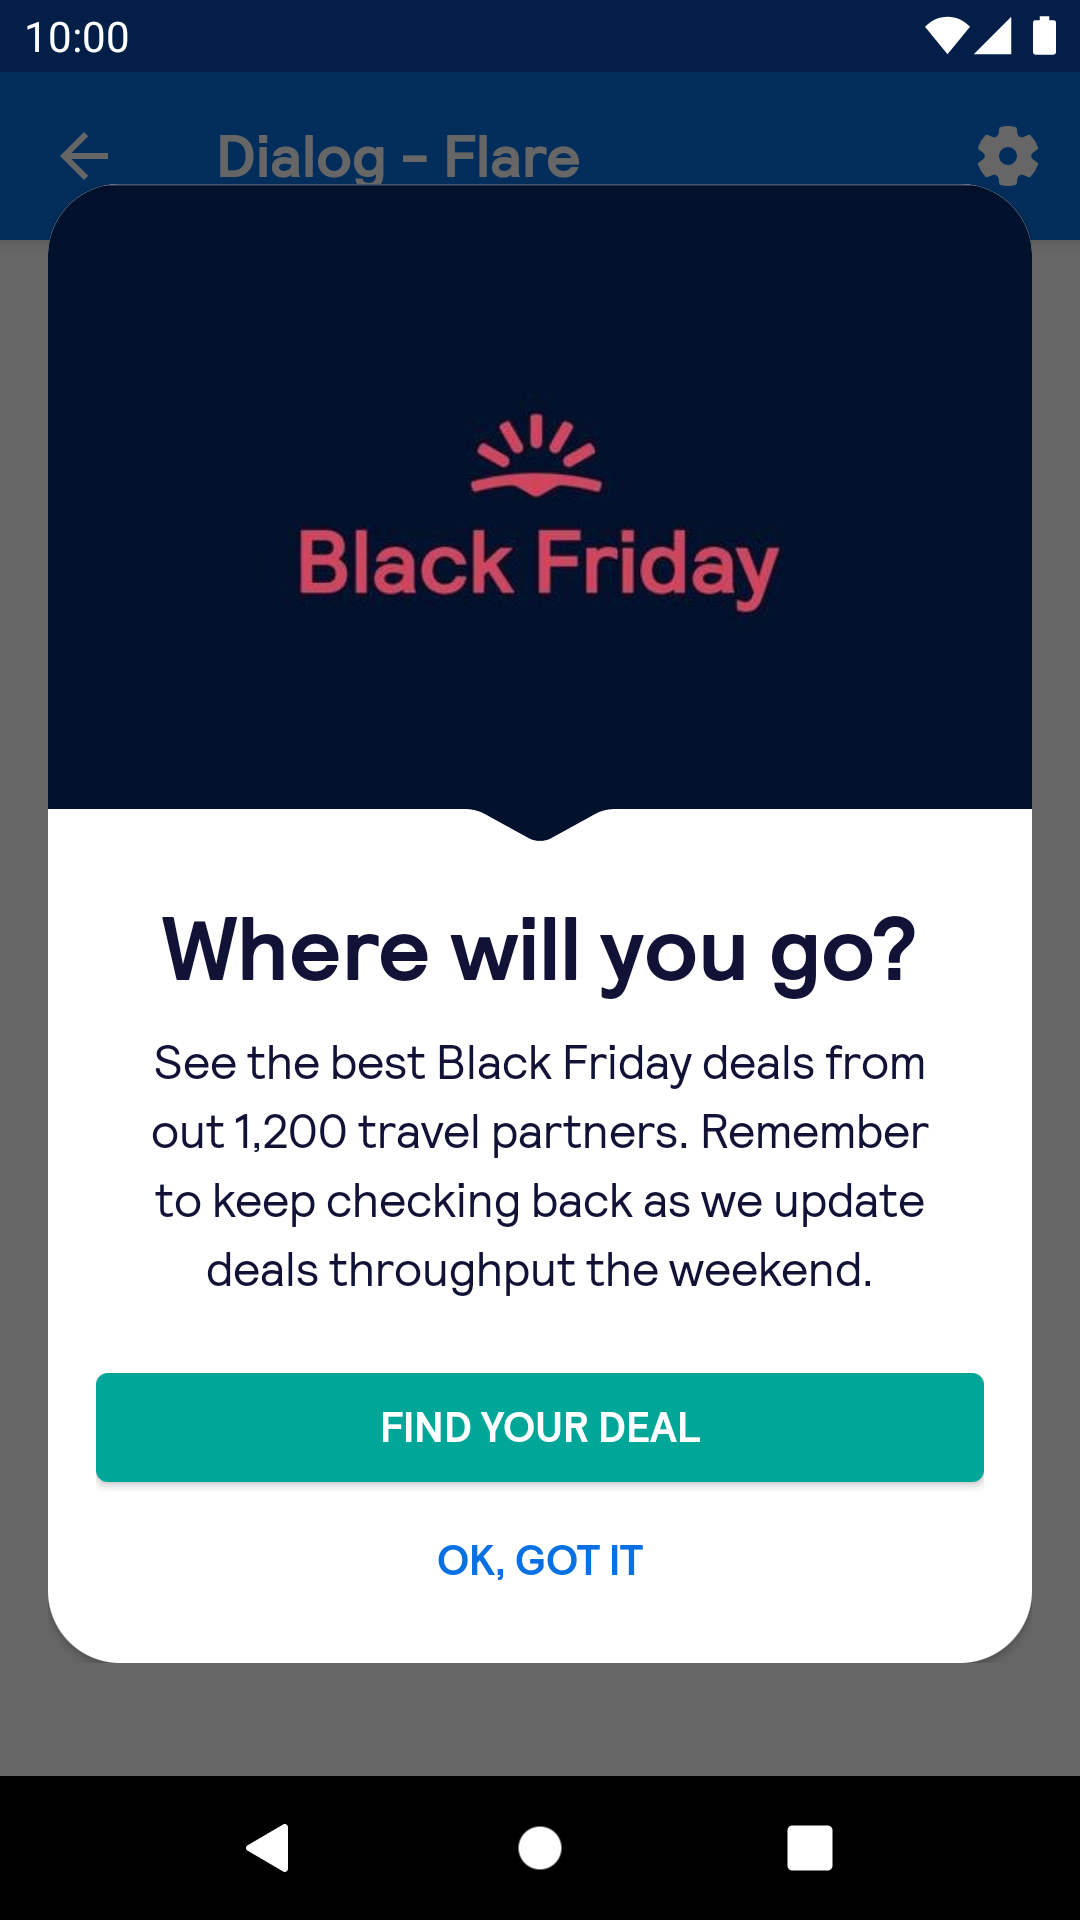 10:00
Dialog - Flare
Black Friday
Where will you go?
See the best Black Friday deals from
out 1,200 travel partners. Remember
to keep checking back as we update
deals throughput the weekend.
FIND YOUR DEAL
OK, GOT IT